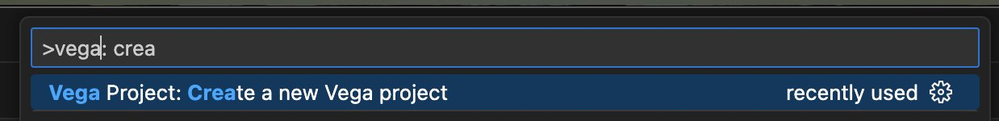 >vega: crea
Vega Project: Create a new Vega project recently used